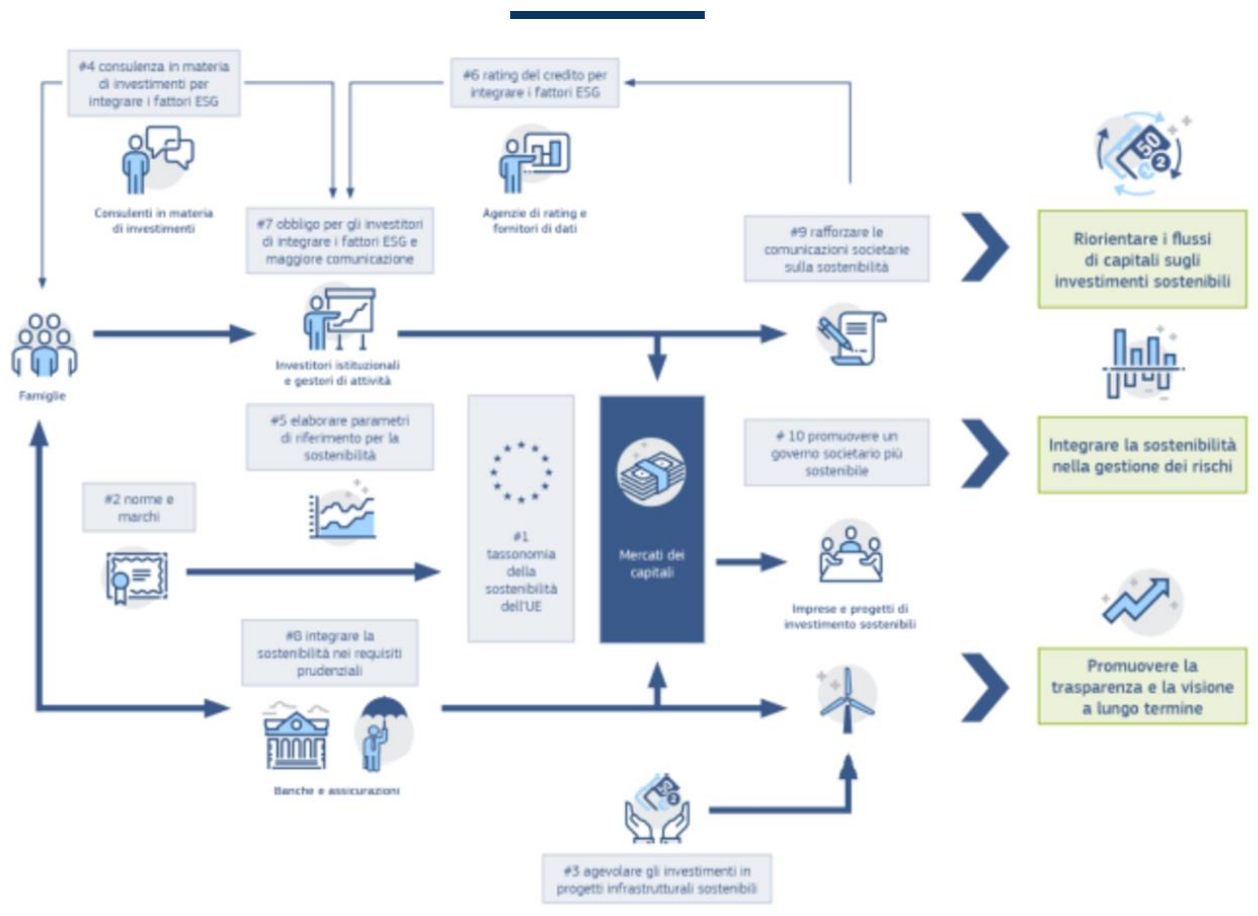 #4 consulenza in materia
di investimenti per
integrare i fattori ESG
Consulenti in materia
di investimenti
#6 rating del credito per
integrare i fattori ESG
Agenzie di rating e
fornitori di dati
#7 obbligo per gli investitori
di integrare i fattori ESG e
maggiore comunicazione
#9 rafforzare le
comunicazioni societarie
sulla sostenibilità
50
2
Riorientare i flussi
di capitali sugli
investimenti sostenibili
Famiglie
Investitori istituzionali
e gestori di attività
#5 elaborare parametri
di riferimento per la
sostenibilità
#2 norme e
marchi
#1
tassonomia
della
sostenibilità
dell'UE
Mercati dei
capitali
# 10 promuovere un
governo societario più
sostenibile
Integrare la sostenibilità
nella gestione dei rischi
Imprese e progetti di
investimento sostenibili
#8 integrare la
sostenibilità nei requisiti
prudenziali
Banche e assicurazioni
Promuovere la
trasparenza e la visione
a lungo termine
#3 agevolare gli investimenti in
progetti infrastrutturali sostenibili